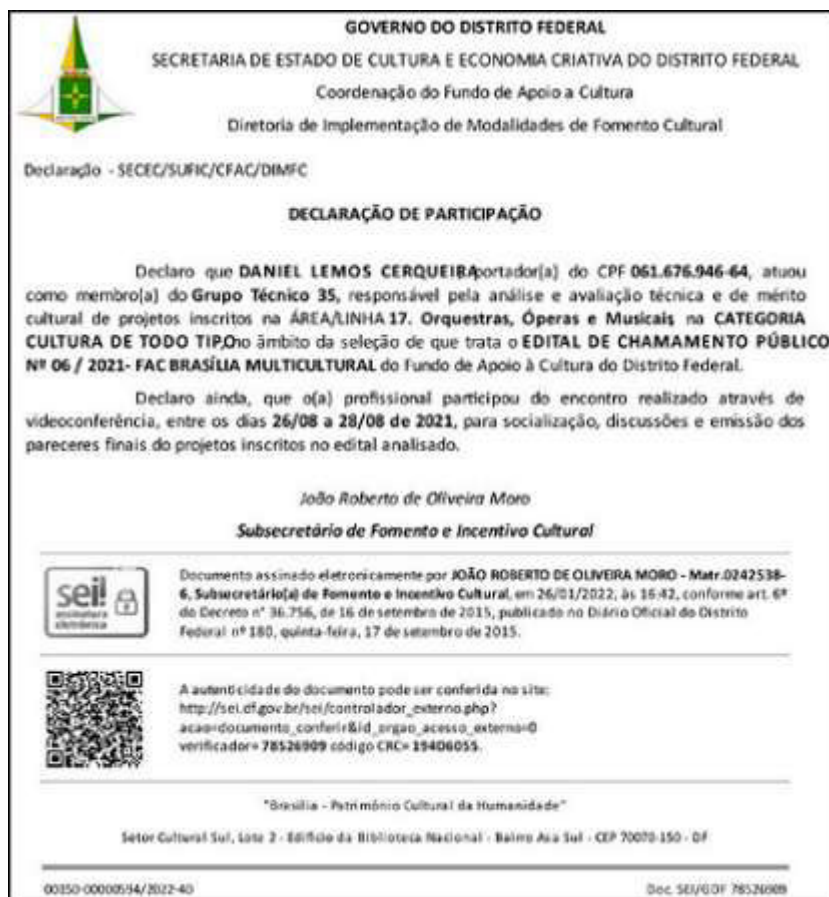 GOVERNO DO DISTRITO FEDERAL
SECRETARIA DE ESTADO DE CULTURA E ECONOMIA CRIATIVA DO DISTRITO FEDERAL
Coordenação do Fundo de Apoio a Cultura
Diretoria de Implementação de Modalidades de Fomento Cultural
Declaração - SECEC/SUFIC/CFAC/DIMFC
DECLARAÇÃO DE PARTICIPAÇÃO
Declaro que DANIEL LEMOS CERQUEIRA portador(a) do CPF 061.676.946-64, atuou
como membro(a) do Grupo Técnico 35, responsável pela análise e avaliação técnica e de mérito
cultural de projetos inscritos na ÁREA/LINHA 17. Orquestras, Óperas e Musicais na CATEGORIA
CULTURA DE TODO TIPO, no âmbito da seleção de que trata o EDITAL DE CHAMAMENTO PÚBLICO
Nº 06 / 2021- FAC BRASÍLIA MULTICULTURAL do Fundo de Apoio à Cultura do Distrito Federal.
Declaro ainda, que o(a) profissional participou do encontro realizado através de
videoconferência, entre os dias 26/08 a 28/08 de 2021, para socialização, discussões e emissão dos
pareceres finais do projetos inscritos no edital analisado.
João Roberto de Oliveira Moro
Subsecretário de Fomento e Incentivo Cultural
sei!
assinatura
eletrônica
Documento assinado eletronicamente por JOÃO ROBERTO DE OLIVEIRA MORO - Matr.0242538-
6, Subsecretário(a) de Fomento e Incentivo Cultural, em 26/01/2022, às 16:42, conforme art. 6º
do Decreto n° 36.756, de 16 de setembro de 2015, publicado no Diário Oficial do Distrito
Federal nº 180, quinta-feira, 17 de setembro de 2015.
A autenticidade do documento pode ser conferida no site:
http://sei.df.gov.br/sei/controlador_externo.php?
acao=documento_conferir&id_orgao_acesso_externo=0
verificador= 78526909 código CRC= 19406055.
"Brasília - Patrimônio Cultural da Humanidade"
Setor Cultural Sul, Lote 2 - Edifício da Biblioteca Nacional - Bairro Asa Sul - CEP 70070-150 - DF
00150-00000594/2022-40
Doc. SEI/GDF 78526909